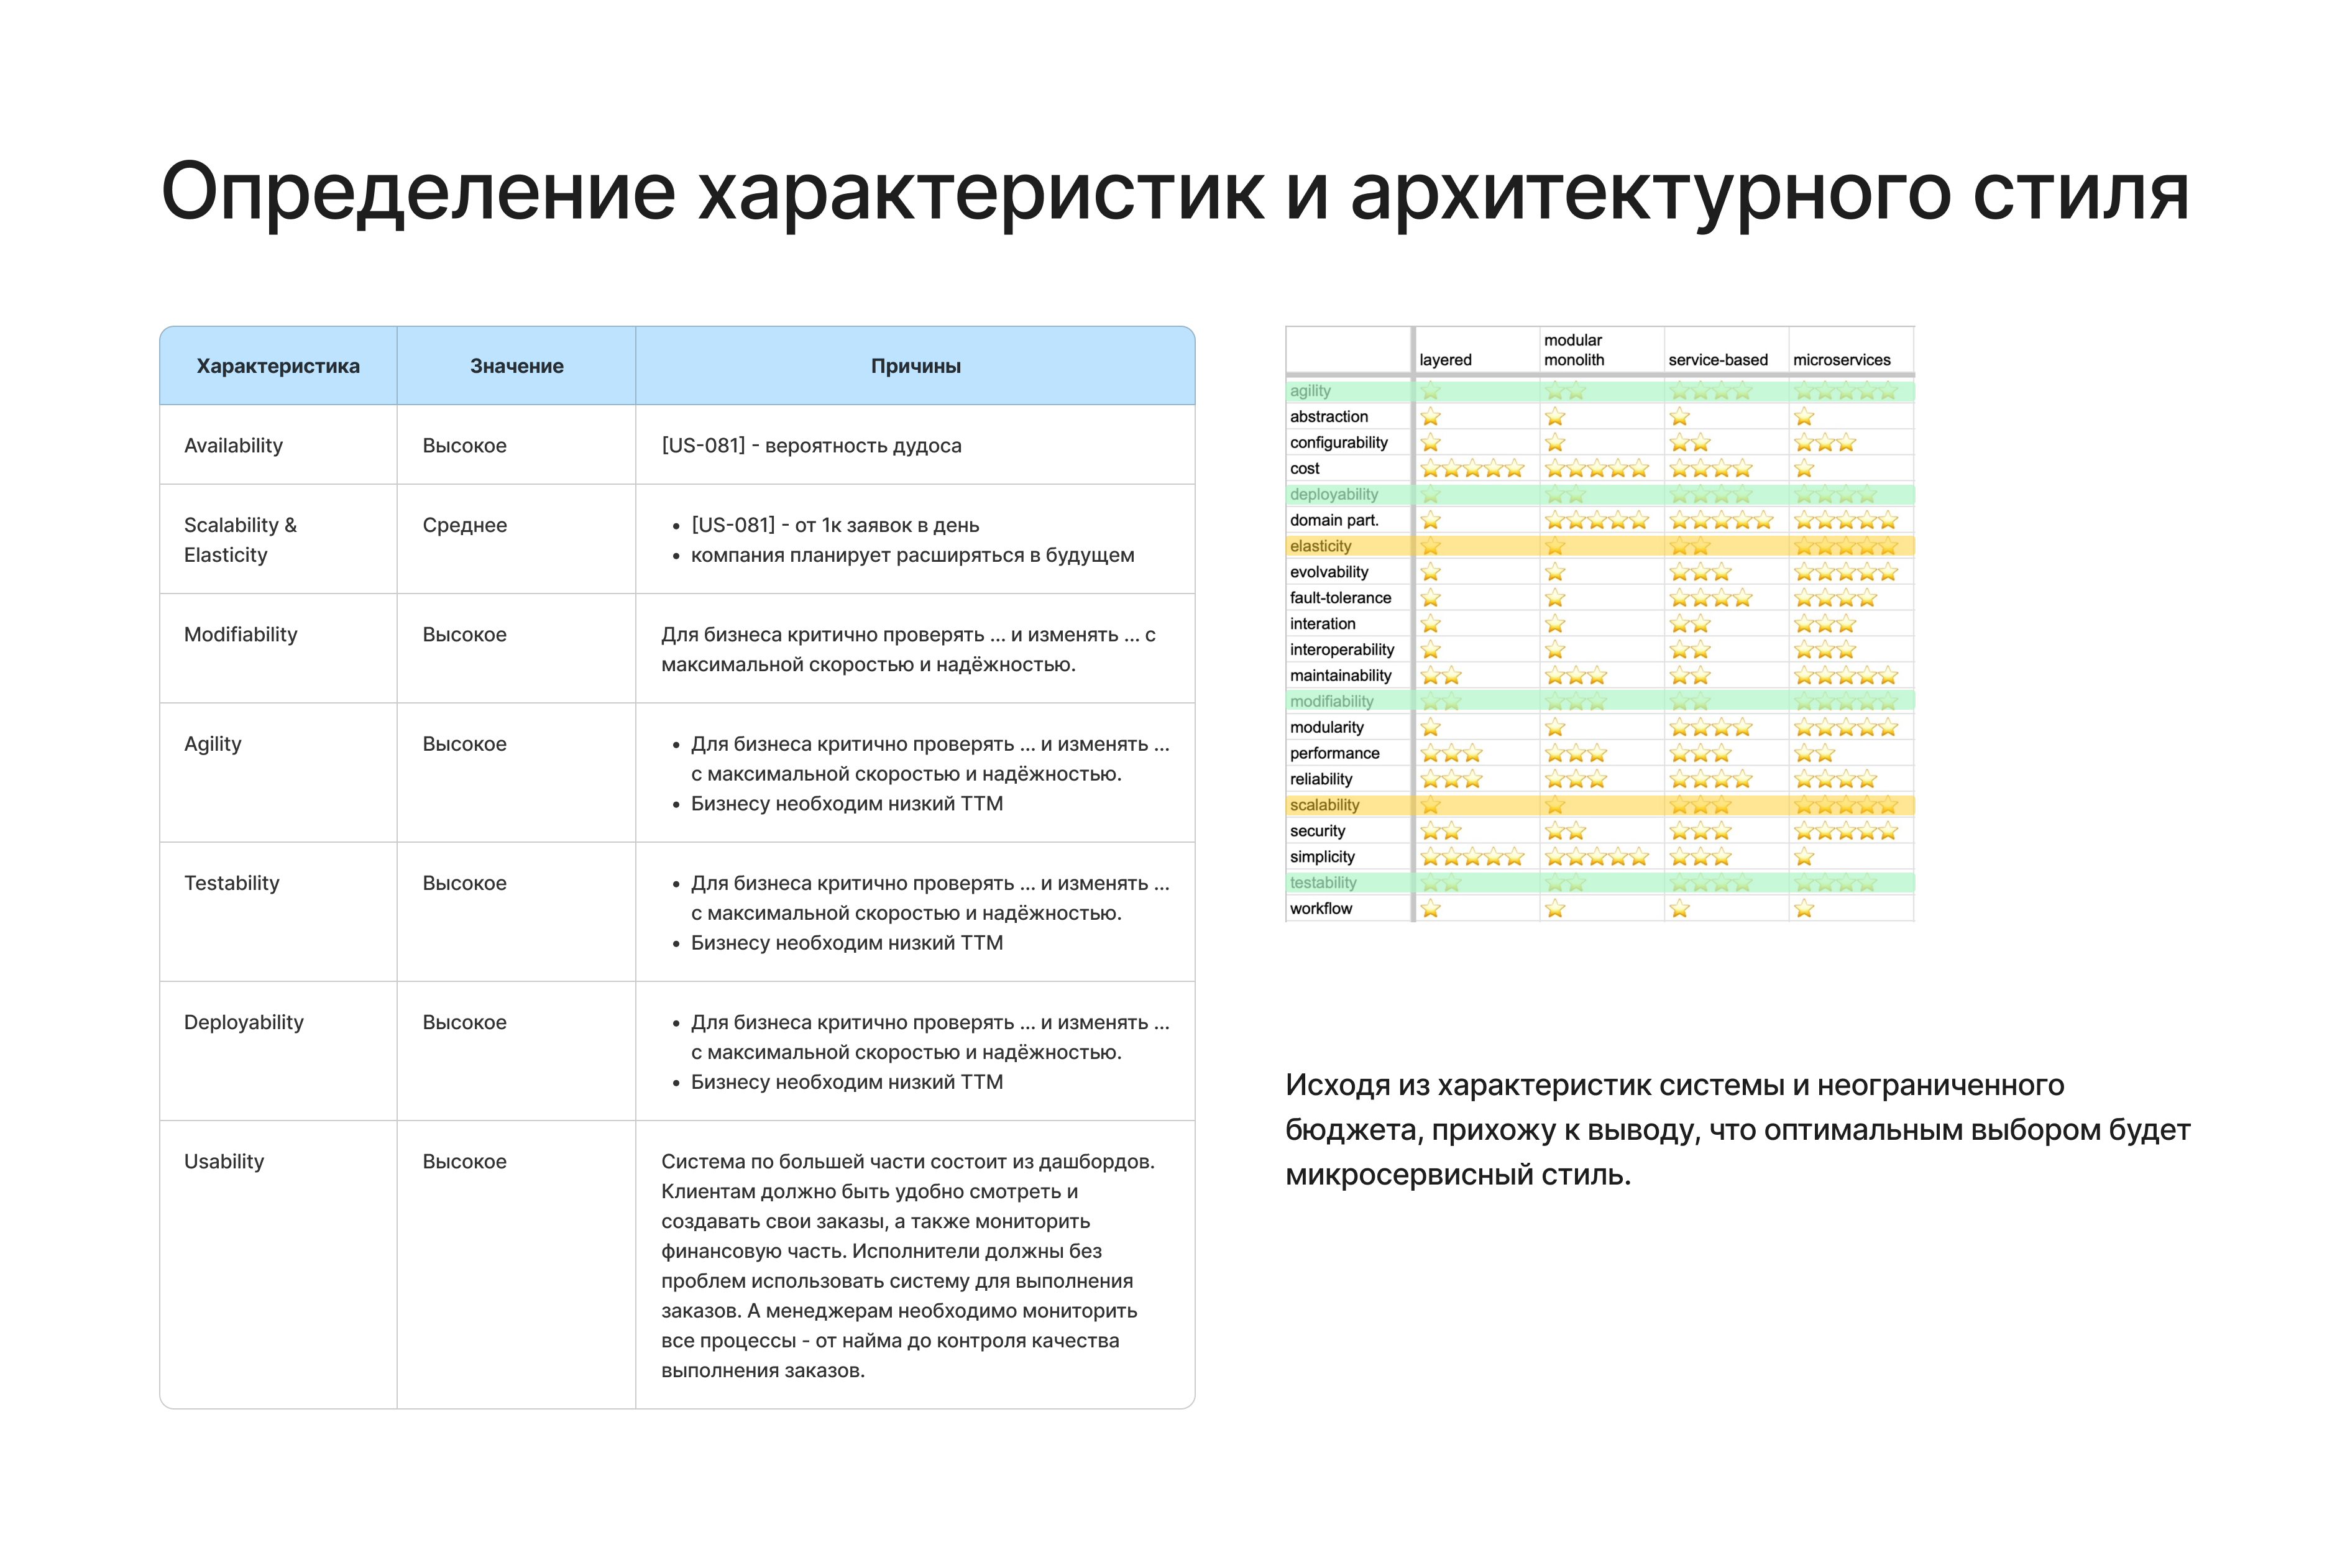 Определение характеристик и архитектурного стиля
Характеристика Значение Причины
Availability Высокое [US-081] - вероятность дудоса
Scalability & Elasticity Среднее
• [US-081] - от 1к заявок в день
• компания планирует расширяться в будущем
Modifiability Высокое Для бизнеса критично проверять ... и изменять ... с
максимальной скоростью и надёжностью.
Agility Высокое
• Для бизнеса критично проверять ... и изменять ...
с максимальной скоростью и надёжностью.
• Бизнесу необходим низкий ТТМ
Testability Высокое
• Для бизнеса критично проверять ... и изменять ...
с максимальной скоростью и надёжностью.
• Бизнесу необходим низкий ТТМ
Deployability Высокое
• Для бизнеса критично проверять ... и изменять ...
с максимальной скоростью и надёжностью.
• Бизнесу необходим низкий ТТМ
Usability Высокое Система по большей части состоит из дашбордов.
Клиентам должно быть удобно смотреть и
создавать свои заказы, а также мониторить
финансовую часть. Исполнители должны без
проблем использовать систему для выполнения
заказов. А менеджерам необходимо мониторить
все процессы - от найма до контроля качества
выполнения заказов.
layered modular monolith service-based microservices
agility
abstraction
configurability
cost
deployability
domain part.
elasticity
evolvability
fault-tolerance
interation
interoperability
maintainability
modifiability
modularity
performance
reliability
scalability
security
simplicity
testability
workflow
Исходя из характеристик системы и неограниченного
бюджета, прихожу к выводу, что оптимальным выбором будет
микросервисный стиль.